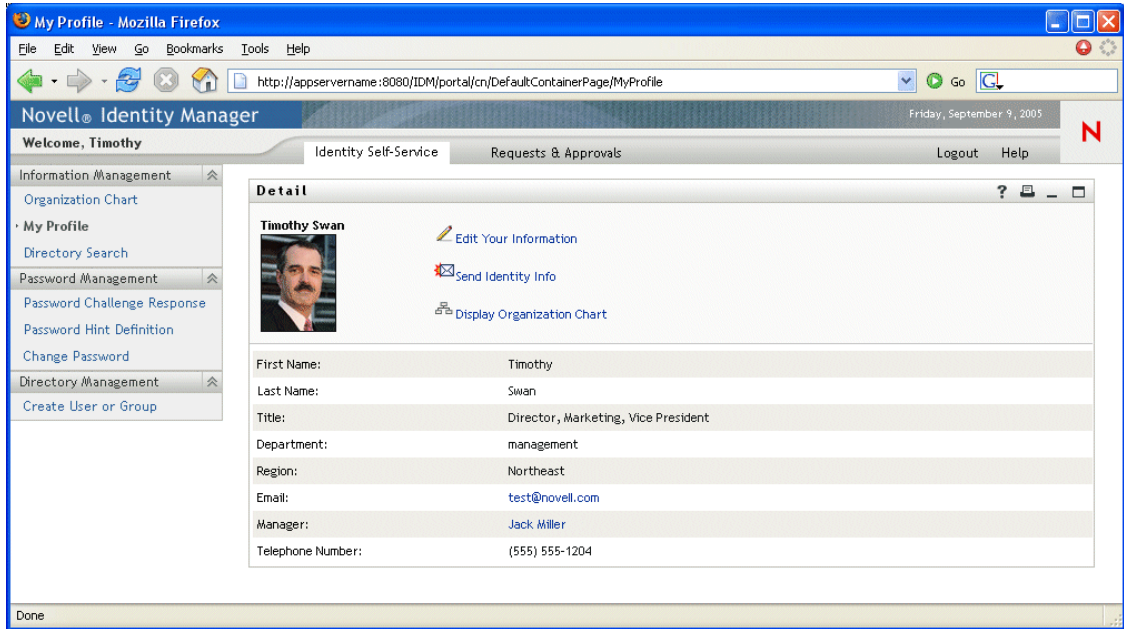 My Profile - Mozilla Firefox
File Edit View Go Bookmarks Tools Help
http://appservername:8080/IDM/portal/cn/DefaultContainerPage/MyProfile
Go
G
Novell® Identity Manager
Friday, September 9, 2005
N
Welcome, Timothy
Identity Self-Service
Requests & Approvals
Logout
Help
Information Management
Organization Chart
My Profile
Directory Search
Password Management
Password Challenge Response
Password Hint Definition
Change Password
Directory Management
Create User or Group
Detail
?
Timothy Swan
Edit Your Information
Send Identity Info
Display Organization Chart
First Name: Timothy
Last Name: Swan
Title: Director, Marketing, Vice President
Department: management
Region: Northeast
Email: test@novell.com
Manager: Jack Miller
Telephone Number: (555) 555-1204
Done